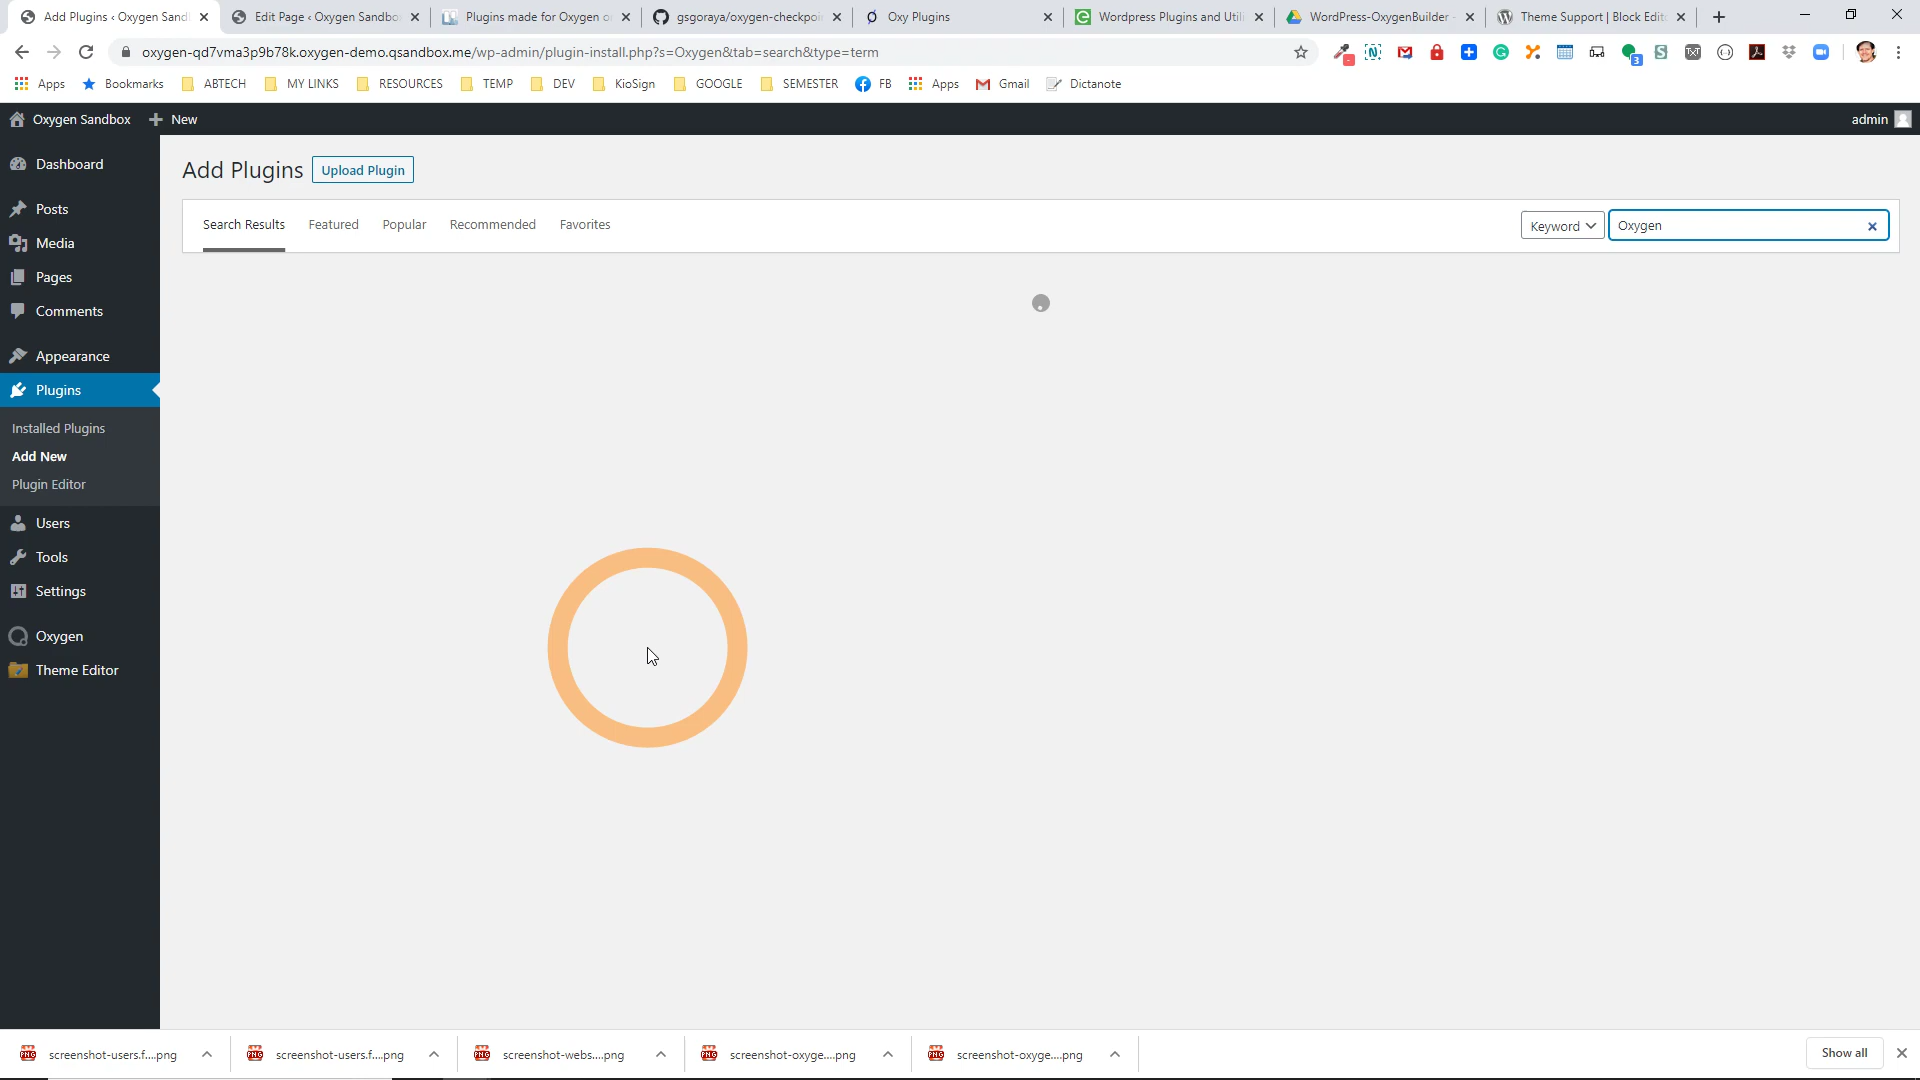 Add Plugins ‹ Oxygen Sand
Edit Page ‹ Oxygen Sandbo
Plugins made for Oxygen o
gsgoraya/oxygen-checkpoi
Oxy Plugins
Wordpress Plugins and Util
WordPress-OxygenBuilder -
Theme Support | Block Edit
oxygen-qd7vma3p9b78k.oxygen-demo.qsandbox.me/wp-admin/plugin-install.php?s=Oxygen&tab=search&type=term
Apps
Bookmarks
ABTECH
MY LINKS
RESOURCES
TEMP
DEV
KioSign
GOOGLE
SEMESTER
FB
Apps
Gmail
Dictanote
Oxygen Sandbox
New
admin
Dashboard
Posts
Media
Pages
Comments
Appearance
Plugins
Installed Plugins
Add New
Plugin Editor
Users
Tools
Settings
Oxygen
Theme Editor
Add Plugins
Upload Plugin
Search Results
Featured
Popular
Recommended
Favorites
Keyword
Oxygen
screenshot-users.f....png
screenshot-users.f....png
screenshot-webs....png
screenshot-oxyge....png
screenshot-oxyge....png
Show all